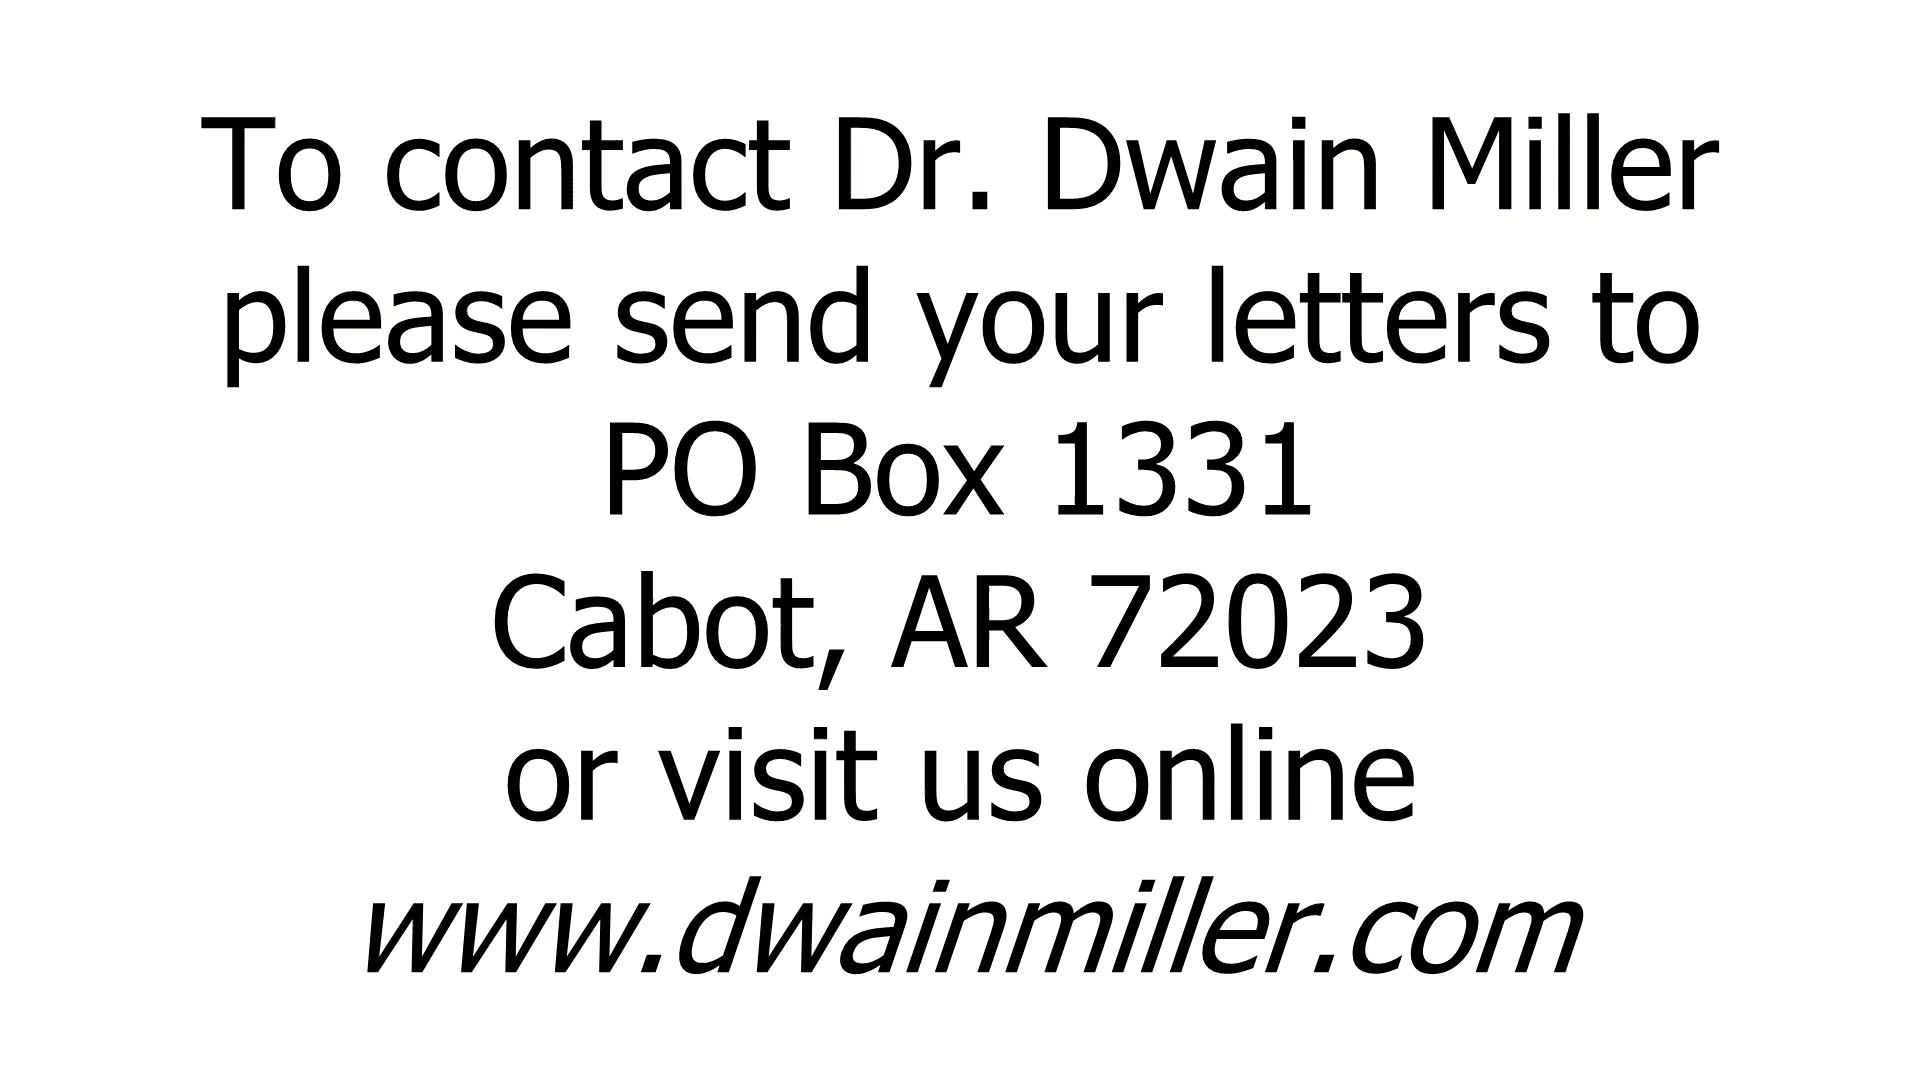 To contact Dr. Dwain Miller
please send your letters to
PO Box 1331
Cabot, AR 72023
or visit us online
www.dwainmiller.com